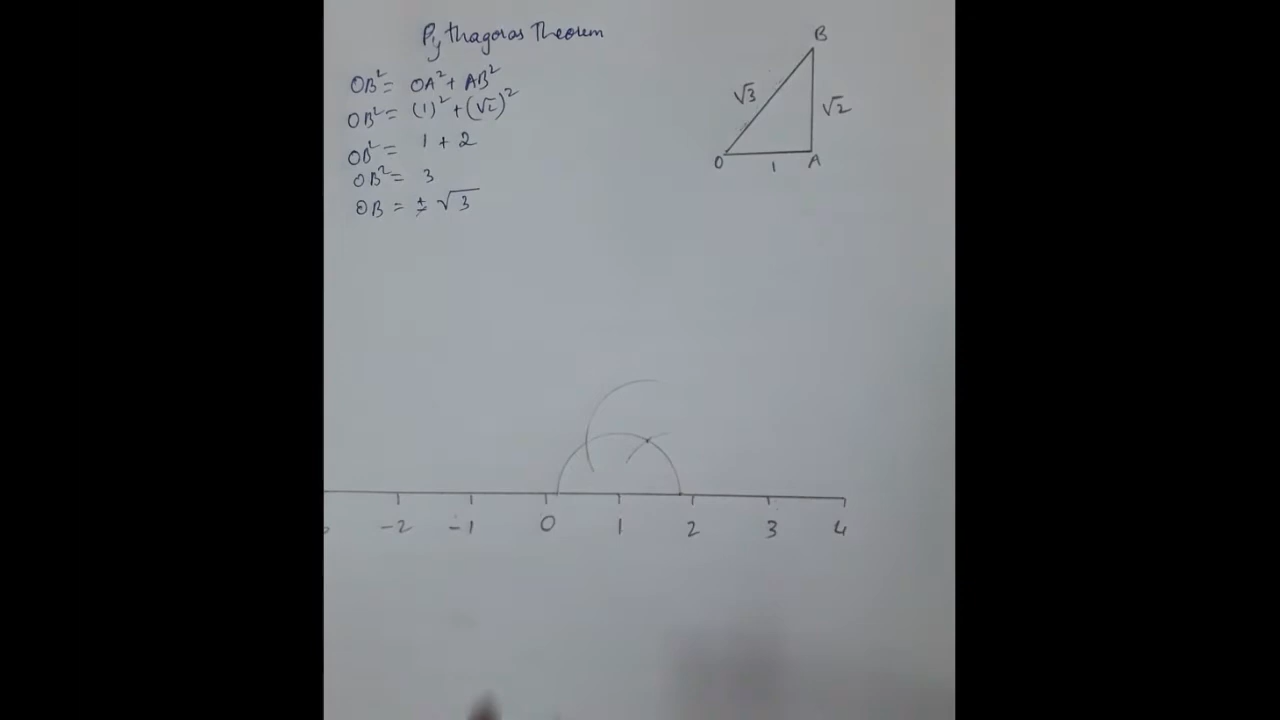 Pythagoras Theorem
OB² = OA² + AB²
OB² = (1)² + (√2)²
OB² = 1 + 2
OB² = 3
OB = ± √3
B
√3
√2
O
1
A
-2 -1 0 1 2 3 4